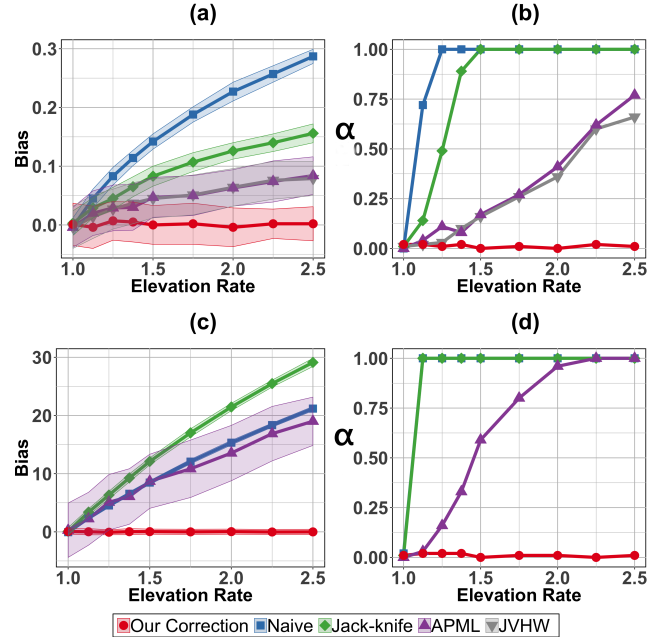 (a)
0.3
0.2
0.1
0.0
Bias
1.0 1.5 2.0 2.5
Elevation Rate
(b)
1.00
0.75
0.50
0.25
0.00
α
1.0 1.5 2.0 2.5
Elevation Rate
(c)
30
20
10
0
Bias
1.0 1.5 2.0 2.5
Elevation Rate
(d)
1.00
0.75
0.50
0.25
0.00
α
1.0 1.5 2.0 2.5
Elevation Rate
Our Correction Naive Jack-knife APML JVHW